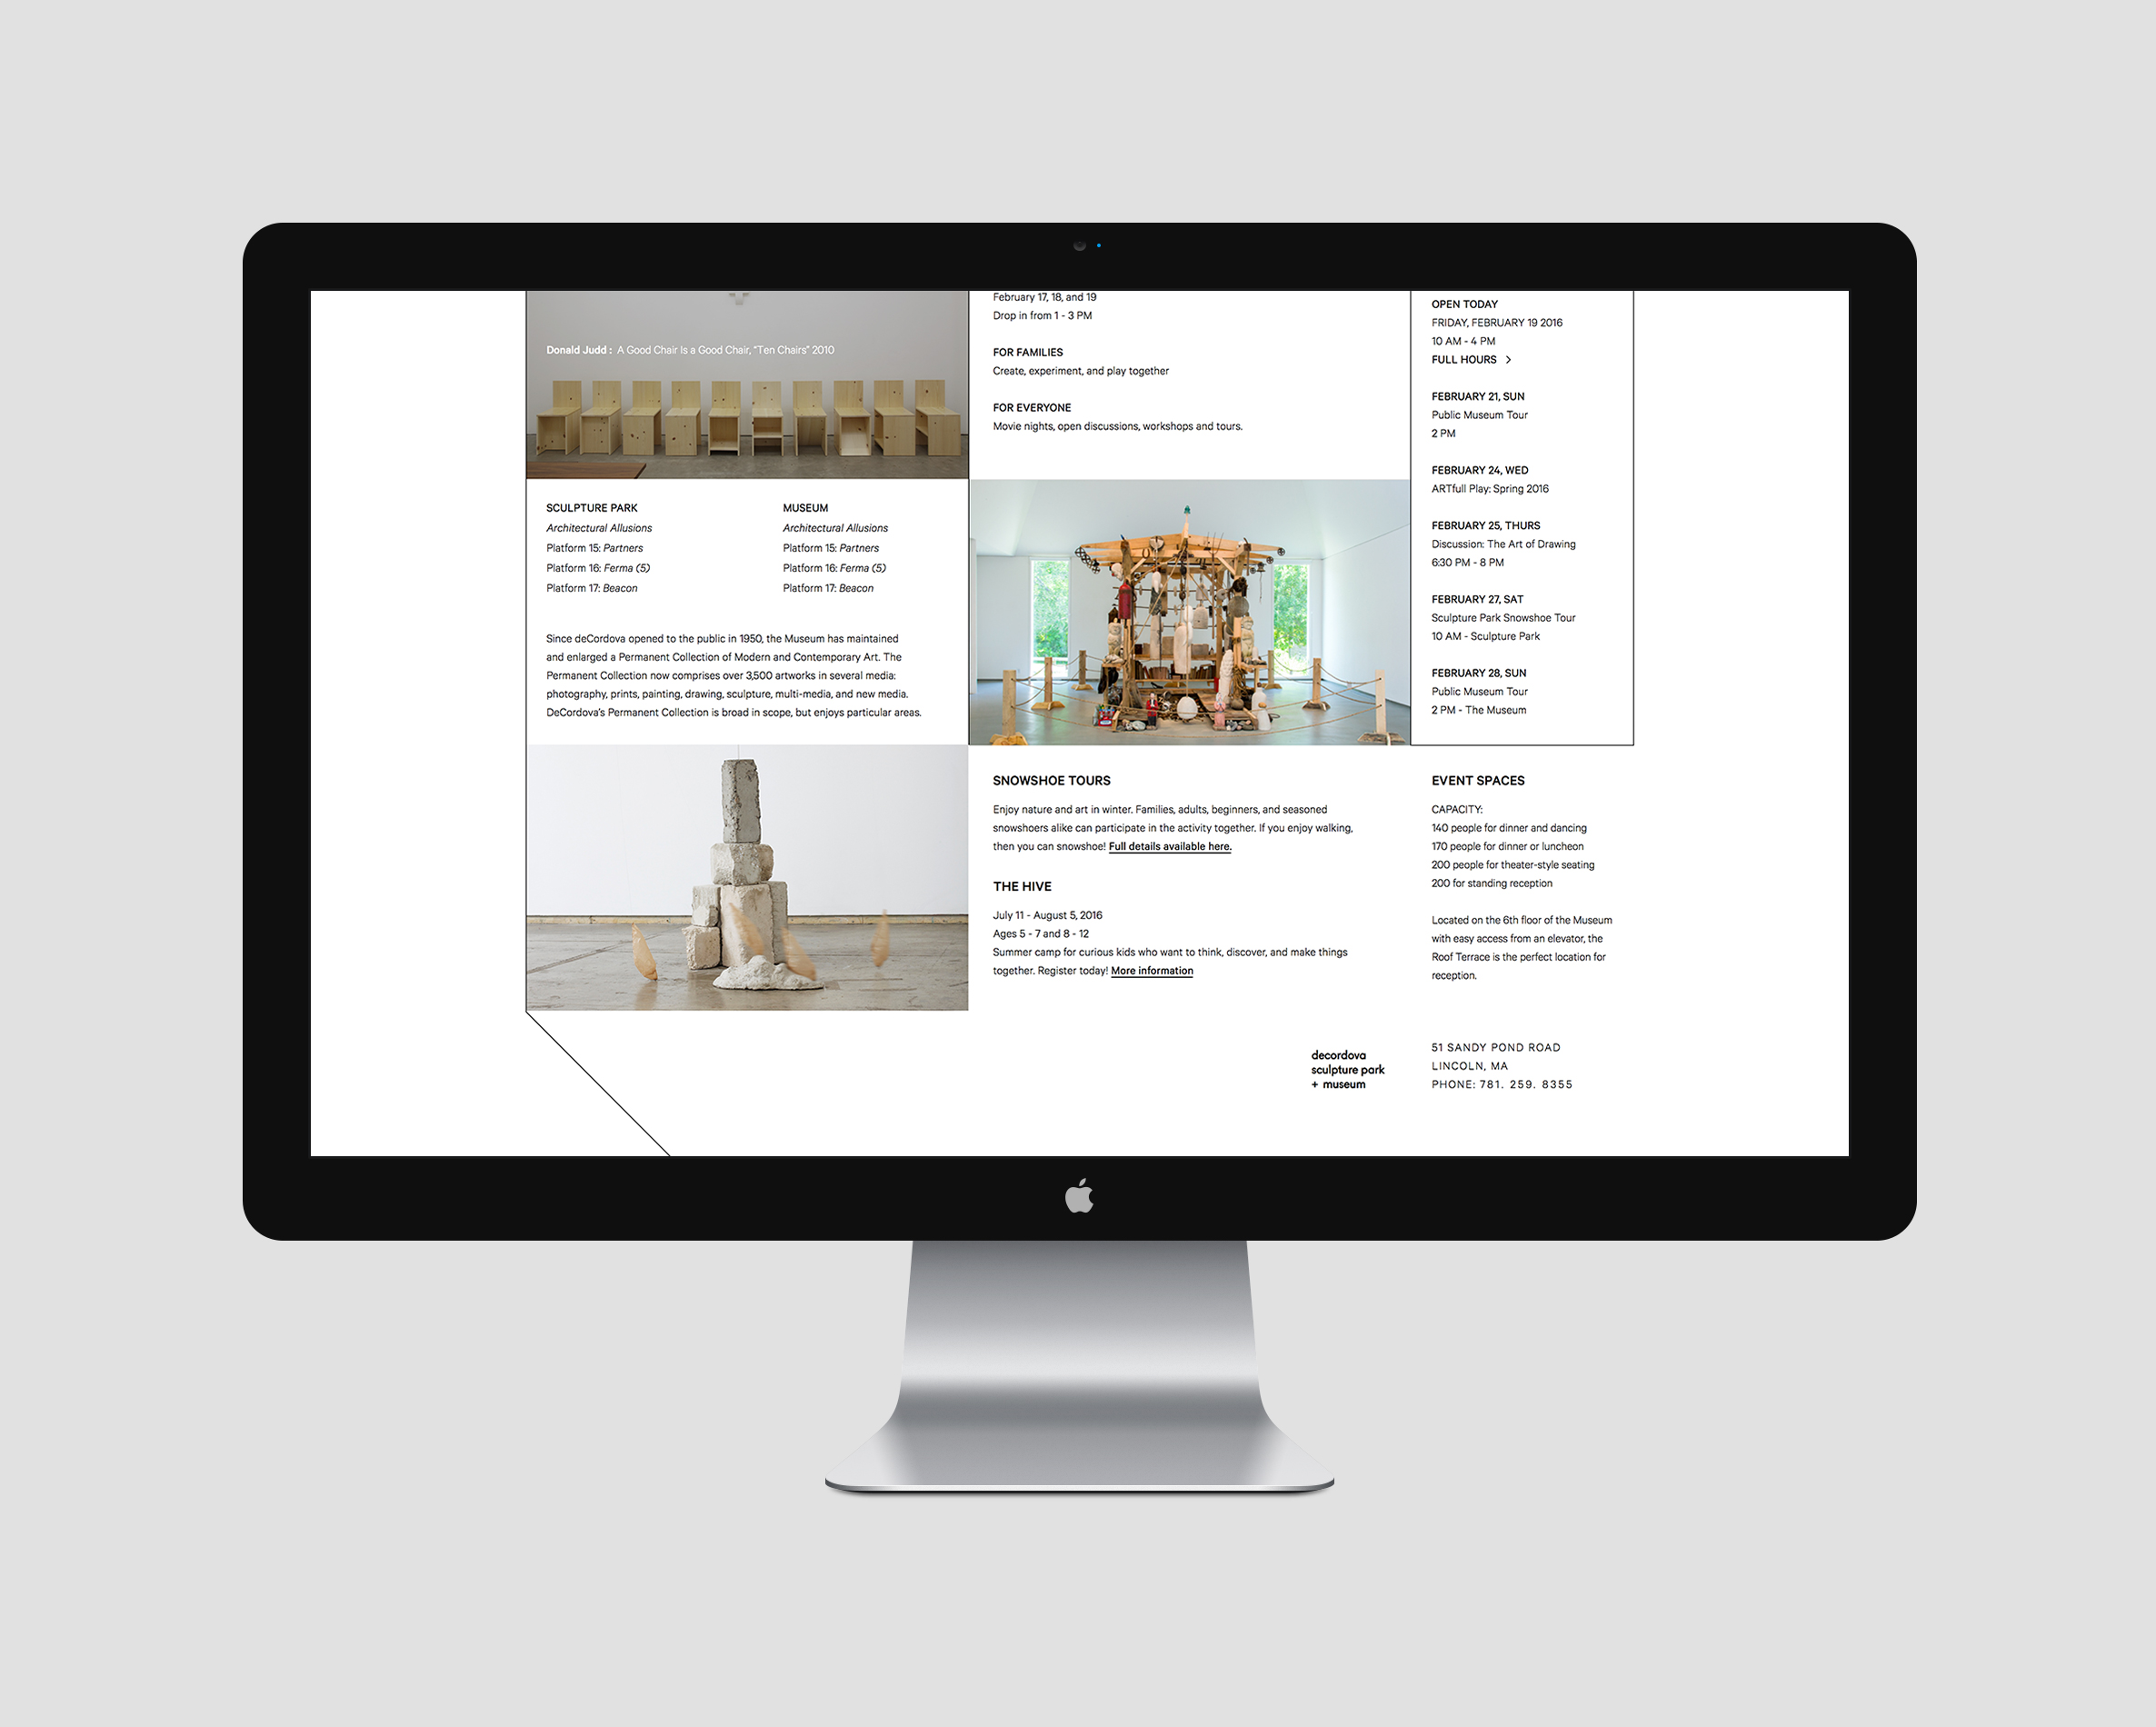 Donald Judd : A Good Chair Is a Good Chair, "Ten Chairs" 2010
SCULPTURE PARK
Architectural Allusions
Platform 15: Partners
Platform 16: Ferma (5)
Platform 17: Beacon
MUSEUM
Architectural Allusions
Platform 15: Partners
Platform 16: Ferma (5)
Platform 17: Beacon
Since deCordova opened to the public in 1950, the Museum has maintained
and enlarged a Permanent Collection of Modern and Contemporary Art. The
Permanent Collection now comprises over 3,500 artworks in several media:
photography, prints, painting, drawing, sculpture, multi-media, and new media.
DeCordova's Permanent Collection is broad in scope, but enjoys particular areas.
February 17, 18, and 19
Drop in from 1 - 3 PM
FOR FAMILIES
Create, experiment, and play together
FOR EVERYONE
Movie nights, open discussions, workshops and tours.
SNOWSHOE TOURS
Enjoy nature and art in winter. Families, adults, beginners, and seasoned
snowshoers alike can participate in the activity together. If you enjoy walking,
then you can snowshoe! Full details available here.
THE HIVE
July 11 - August 5, 2016
Ages 5 - 7 and 8 - 12
Summer camp for curious kids who want to think, discover, and make things
together. Register today! More information
OPEN TODAY
FRIDAY, FEBRUARY 19 2016
10 AM - 4 PM
FULL HOURS >
FEBRUARY 21, SUN
Public Museum Tour
2 PM
FEBRUARY 24, WED
ARTfull Play: Spring 2016
FEBRUARY 25, THURS
Discussion: The Art of Drawing
6:30 PM - 8 PM
FEBRUARY 27, SAT
Sculpture Park Snowshoe Tour
10 AM - Sculpture Park
FEBRUARY 28, SUN
Public Museum Tour
2 PM - The Museum
EVENT SPACES
CAPACITY:
140 people for dinner and dancing
170 people for dinner or luncheon
200 people for theater-style seating
200 for standing reception
Located on the 6th floor of the Museum
with easy access from an elevator, the
Roof Terrace is the perfect location for
reception.
decordova
sculpture park
+ museum
51 SANDY POND ROAD
LINCOLN, MA
PHONE: 781. 259. 8355